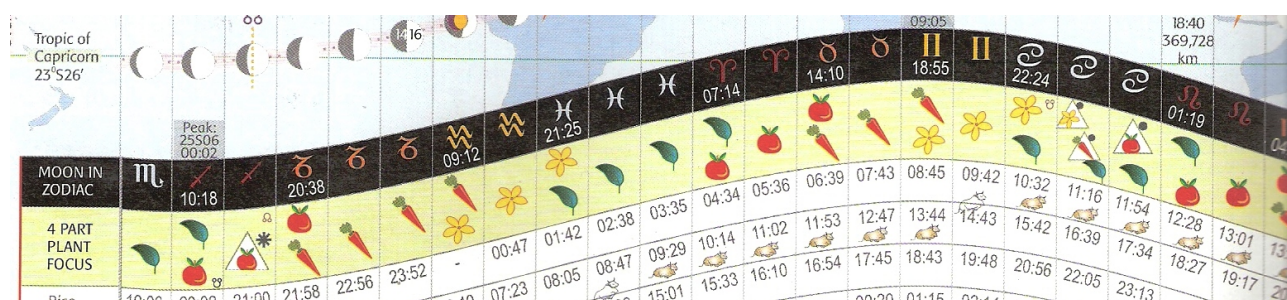 Tropic of
Capricorn
23°S26'
14 16
09:05
18:40
369,728
km
Peak:
25S06
00:02
MOON IN
ZODIAC
♏ ♐ ♐ ♑ ♑ ♑ ♒ ♒ ♓ ♓ ♓ ♈ ♈ ♉ ♉ ♊ ♊ ♋ ♋ ♋ ♌ ♌
10:18 20:38 09:12 21:25 07:14 14:10 18:55 22:24 01:19
4 PART
PLANT
FOCUS
☊ ☋
- 00:47 01:42 02:38 03:35 04:34 05:36 06:39 07:43 08:45 09:42 10:32 11:16 11:54 12:28 13:01
21:00 21:58 22:56 23:52 07:23 08:05 08:47 09:29 10:14 11:02 11:53 12:47 13:44 14:43 15:42 16:39 17:34 18:27 19:17
15:01 15:33 16:10 16:54 17:45 18:43 19:48 20:56 22:05 23:13